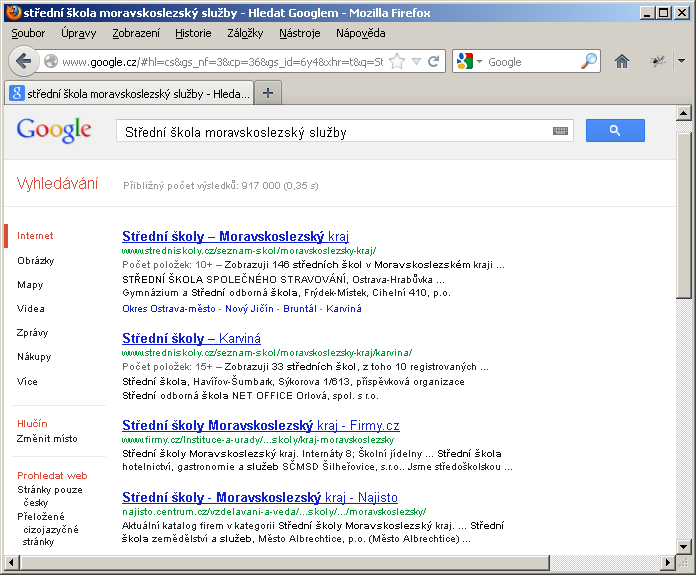 střední škola moravskoslezský služby - Hledat Googlem - Mozilla Firefox
Soubor Úpravy Zobrazení Historie Záložky Nástroje Nápověda
www.google.cz/#hl=cs&gs_nf=3&cp=36&gs_id=6y4&xhr=t&q=St
Google
střední škola moravskoslezský služby - Hleda...
Google
Střední škola moravskoslezský služby
Vyhledávání
Přibližný počet výsledků: 917 000 (0,35 s)
Internet
Obrázky
Mapy
Videa
Zprávy
Nákupy
Více
Hlučín
Změnit místo
Prohledat web
Stránky pouze
česky
Přeložené
cizojazyčné
stránky
Střední školy – Moravskoslezský kraj
www.stredniskoly.cz/seznam-skol/moravskoslezsky-kraj/
Počet položek: 10+ – Zobrazuji 146 středních škol v Moravskoslezském kraji ...
STŘEDNÍ ŠKOLA SPOLEČNÉHO STRAVOVÁNÍ, Ostrava-Hrabůvka ...
Gymnázium a Střední odborná škola, Frýdek-Místek, Cihelní 410, p.o.
Okres Ostrava-město - Nový Jičín - Bruntál - Karviná
Střední školy – Karviná
www.stredniskoly.cz/seznam-skol/moravskoslezsky-kraj/karvina/
Počet položek: 15+ – Zobrazuji 33 středních škol, z toho 10 registrovaných ...
Střední škola, Havířov-Šumbark, Sýkorova 1/613, příspěvková organizace
Střední odborná škola NET OFFICE Orlová, spol. s r.o.
Střední školy Moravskoslezský kraj - Firmy.cz
www.firmy.cz/Instituce-a-urady/...skoly/kraj-moravskoslezsky
Střední školy Moravskoslezský kraj. Internáty 8; Školní jídelny ... Střední škola
hotelnictví, gastronomie a služeb SČMSD Šilheřovice, s.r.o.. Jsme středoškolskou ...
Střední školy - Moravskoslezský kraj - Najisto
najisto.centrum.cz/vzdelavani-a-veda/...skoly/.../moravskoslezsky/
Aktuální katalog firem v kategorii Střední školy Moravskoslezský kraj. ... Střední
škola zemědělství a služeb, Město Albrechtice, p.o. (Město Albrechtice) ...